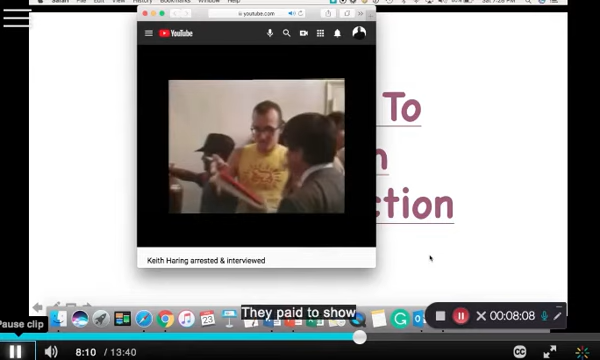 Safari File Edit View History Bookmarks Window Help
youtube.com
YouTube
To
n
ction
Keith Haring arrested & interviewed
They paid to show
00:08:08
Pause clip
8:10 / 13:40
CC